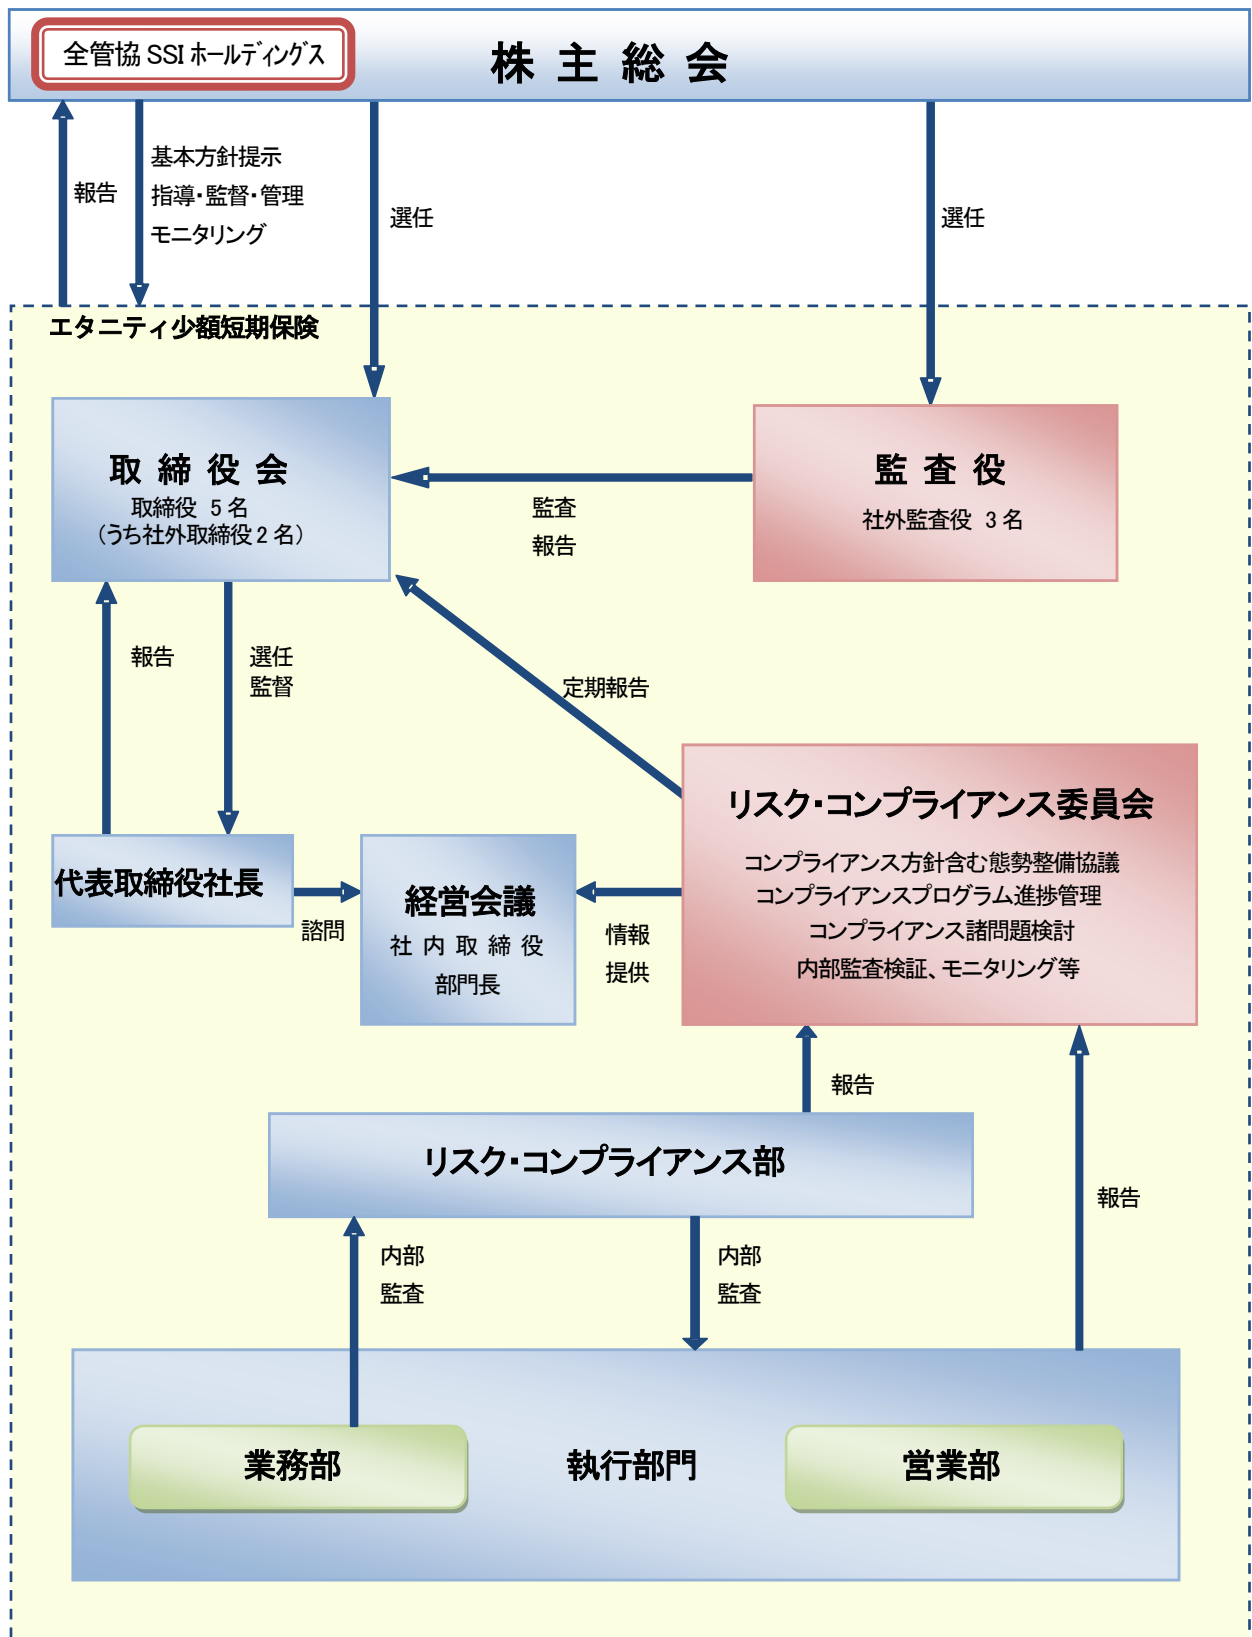 全管協 SSI ホールディングス
株 主 総 会
報告
基本方針提示
指導・監督・管理
モニタリング
選任
選任
エタニティ少額短期保険
取 締 役 会
取締役 5 名
（うち社外取締役 2 名）
監 査 役
社外監査役 3 名
監査
報告
報告
選任
監督
定期報告
代表取締役社長
諮問
経営会議
社 内 取 締 役
部門長
情報
提供
リスク・コンプライアンス委員会
コンプライアンス方針含む態勢整備協議
コンプライアンスプログラム進捗管理
コンプライアンス諸問題検討
内部監査検証、モニタリング等
報告
リスク・コンプライアンス部
報告
内部
監査
内部
監査
業務部
執行部門
営業部